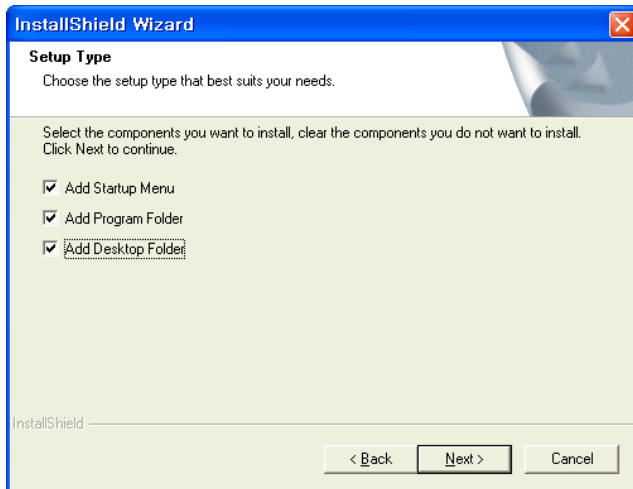 InstallShield Wizard
Setup Type
Choose the setup type that best suits your needs.
Select the components you want to install, clear the components you do not want to install.
Click Next to continue.
Add Startup Menu
Add Program Folder
Add Desktop Folder
InstallShield
< Back Next > Cancel